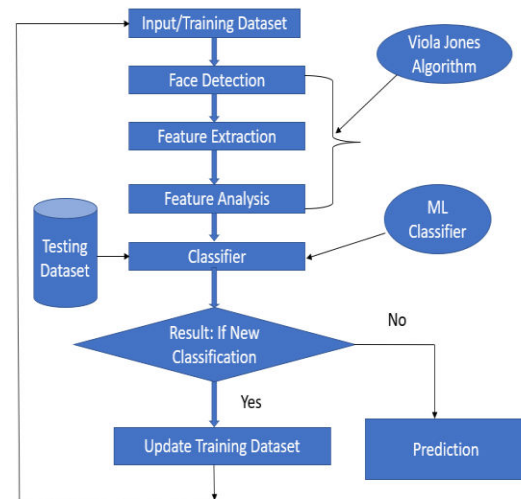 Input/Training Dataset
Face Detection
Viola Jones
Algorithm
Feature Extraction
Feature Analysis
ML
Classifier
Testing
Dataset
Classifier
Result: If New
Classification
No
Yes
Update Training Dataset
Prediction